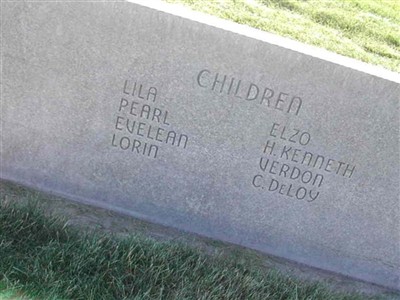 CHILDREN
LILA
PEARL
EVELEAN
LORIN
ELZO
H. KENNETH
VERDON
C. DELOY